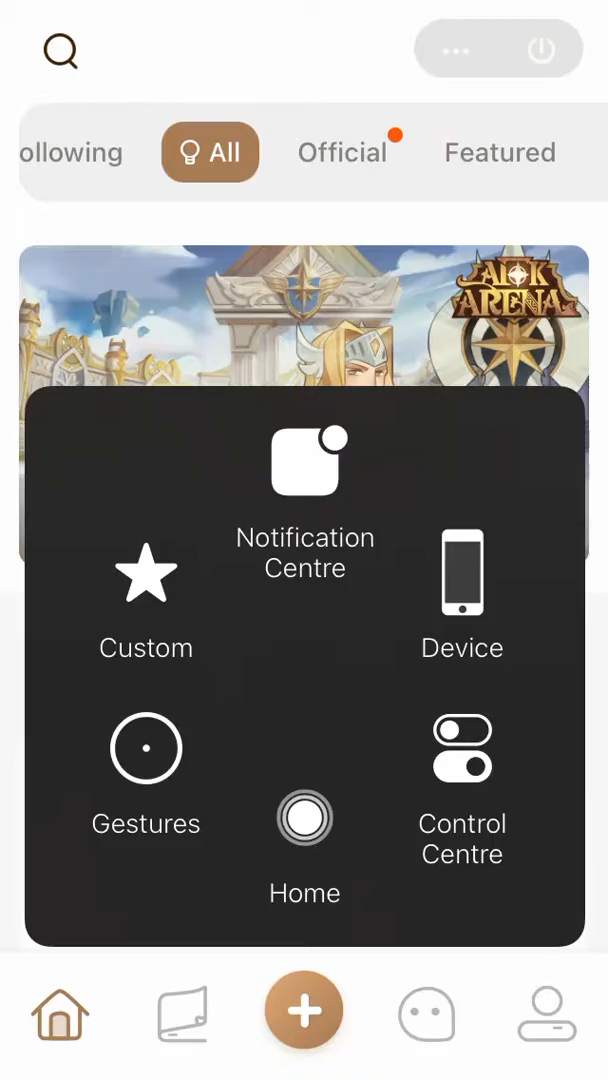 ollowing
All
Official
Featured
AFK
ARENA
Notification
Centre
Custom
Device
Gestures
Control
Centre
Home